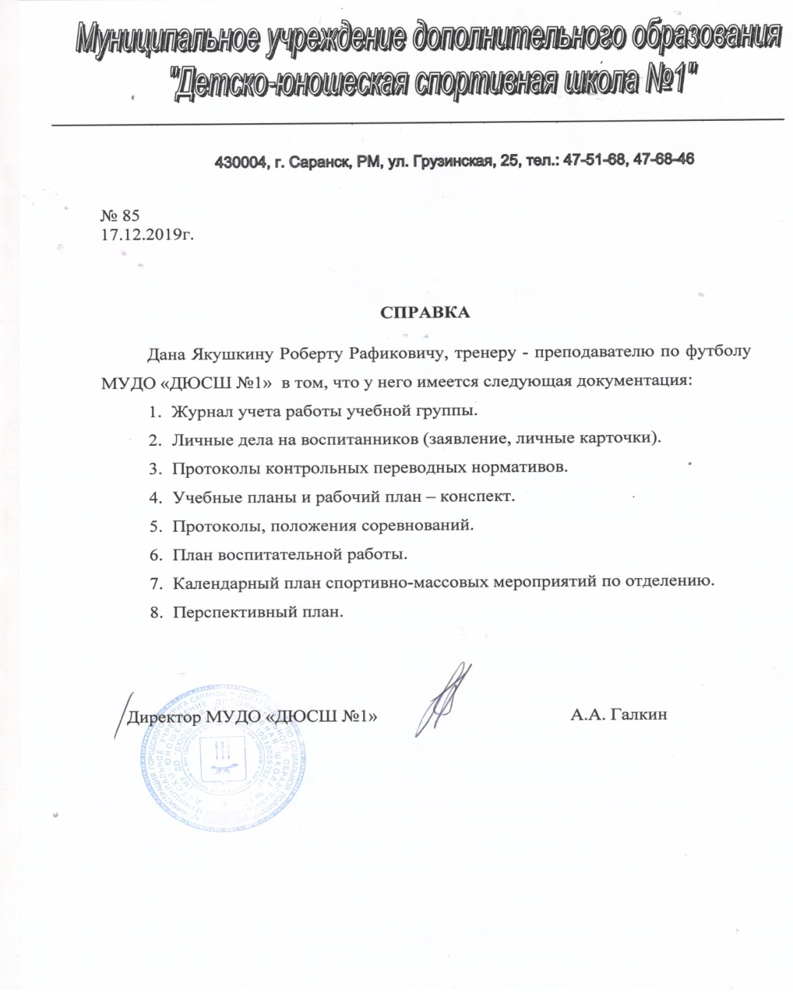 Муниципальное учреждение дополнительного образования
"Детско-юношеская спортивная школа №1"
430004, г. Саранск, РМ, ул. Грузинская, 25, тел.: 47-51-68, 47-68-46
№ 85
17.12.2019г.
СПРАВКА
Дана Якушкину Роберту Рафиковичу, тренеру - преподавателю по футболу
МУДО «ДЮСШ №1» в том, что у него имеется следующая документация:
1. Журнал учета работы учебной группы.
2. Личные дела на воспитанников (заявление, личные карточки).
3. Протоколы контрольных переводных нормативов.
4. Учебные планы и рабочий план – конспект.
5. Протоколы, положения соревнований.
6. План воспитательной работы.
7. Календарный план спортивно-массовых мероприятий по отделению.
8. Перспективный план.
Директор МУДО «ДЮСШ №1» А.А. Галкин